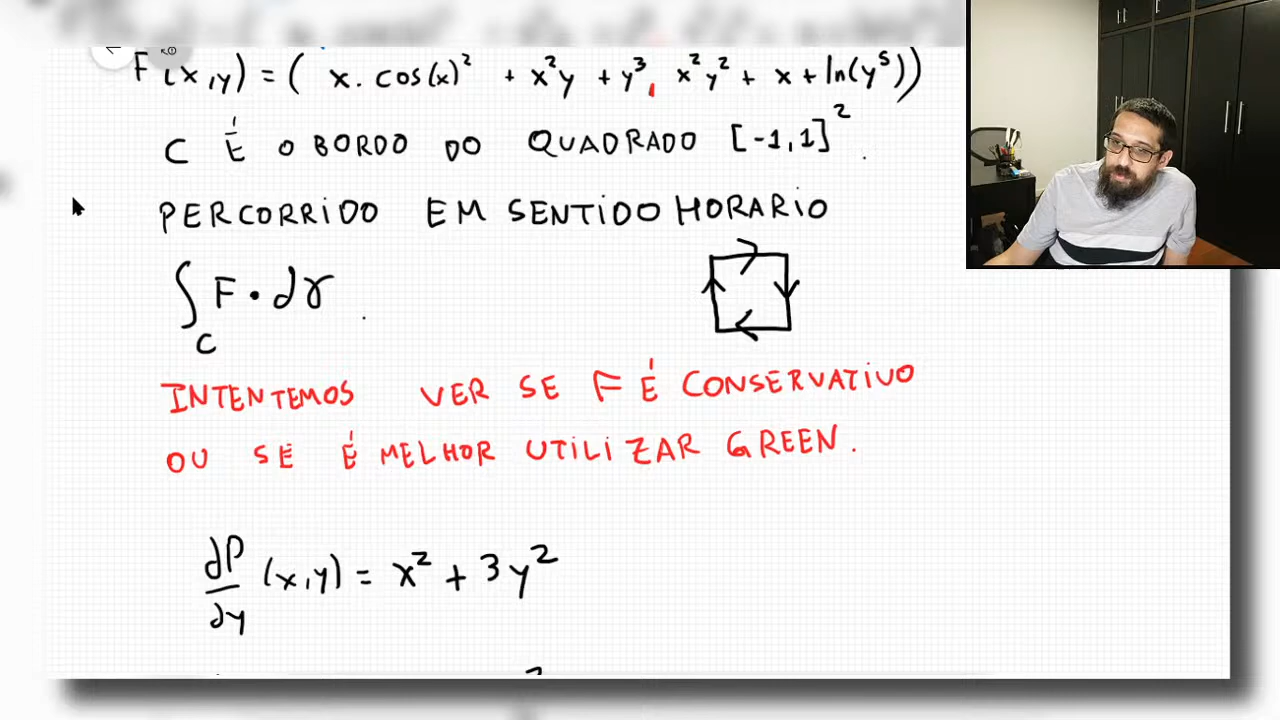 F(x,y) = ( x.cos(x)² + x²y + y³, x²y² + x + ln(y⁵))
C É O BORDO DO QUADRADO [-1,1]².
PERCORRIDO EM SENTIDO HORARIO
∫_C F • dr.
INTENTEMOS VER SE F É CONSERVATIVO
OU SE É MELHOR UTILIZAR GREEN.
∂P/∂y (x,y) = x² + 3y²